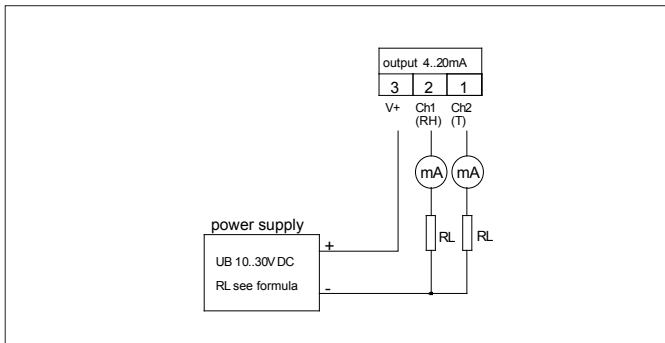 output 4..20mA
3 2 1
V+ Ch1 Ch2
(RH) (T)
mA mA
RL RL
power supply
+
UB 10..30V DC
RL see formula
-